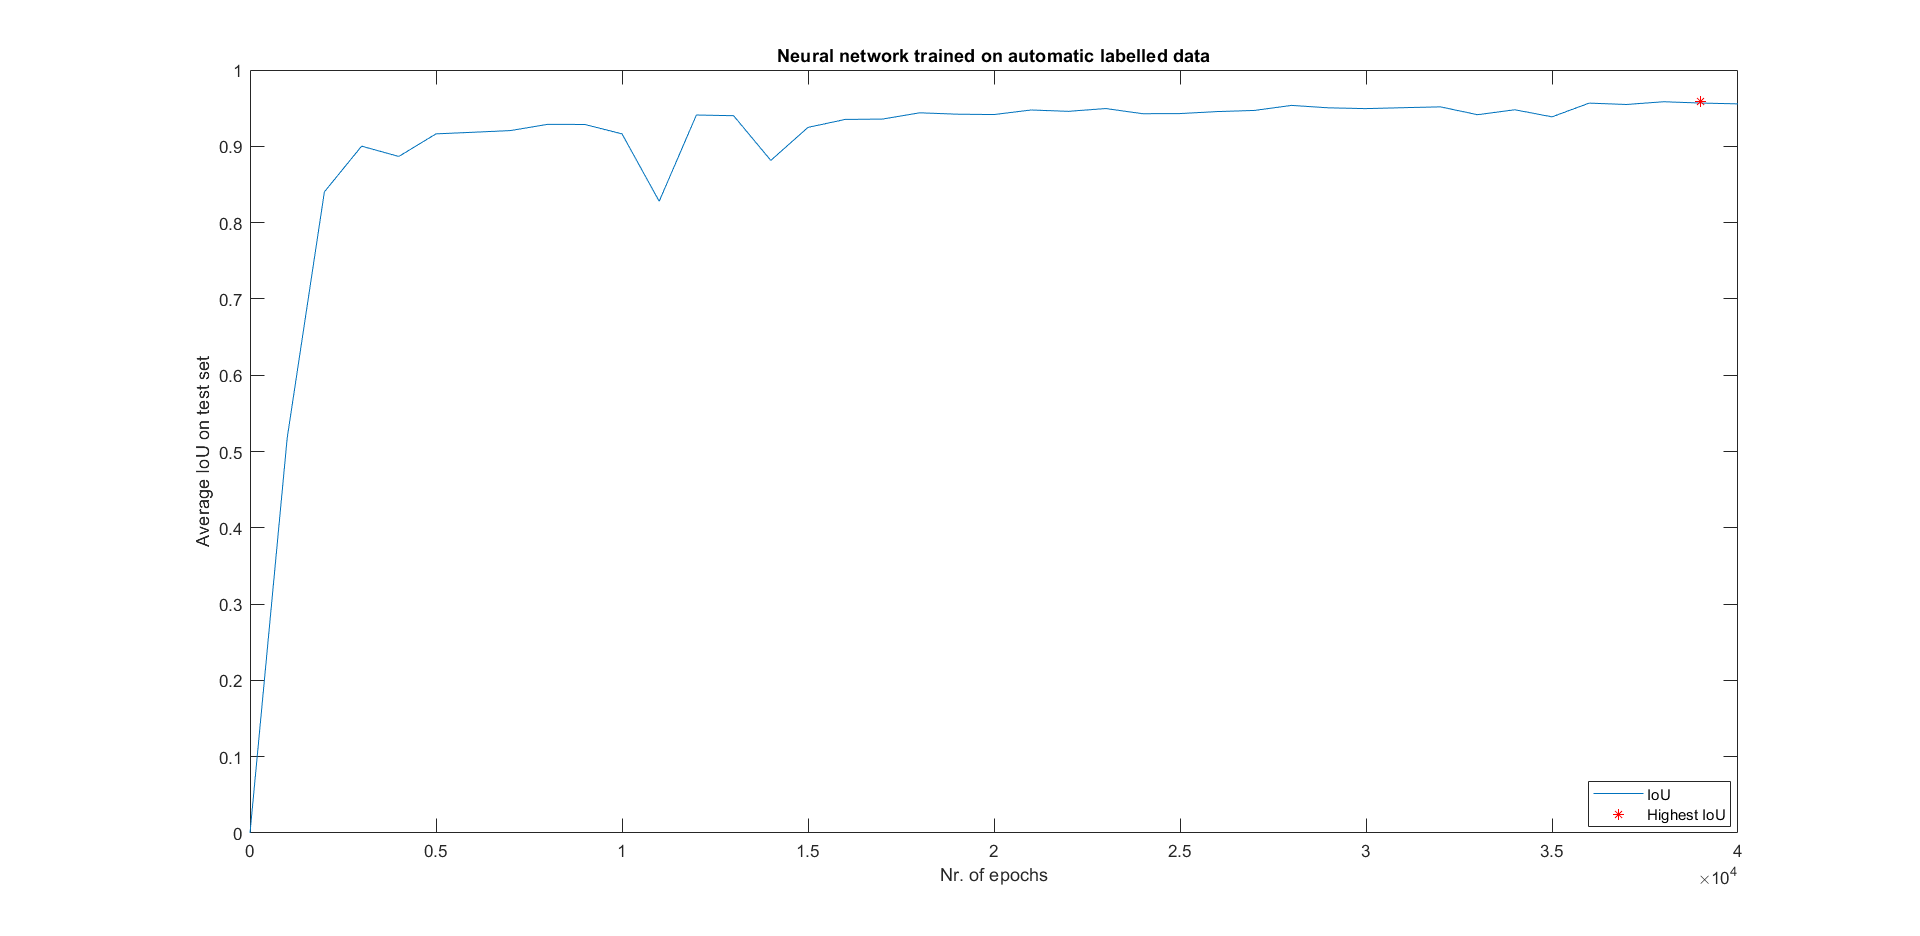 Neural network trained on automatic labelled data
1
0.9
0.8
0.7
0.6
0.5
0.4
0.3
0.2
0.1
0
Average IoU on test set
0 0.5 1 1.5 2 2.5 3 3.5 4
×10^4
Nr. of epochs
IoU
Highest IoU